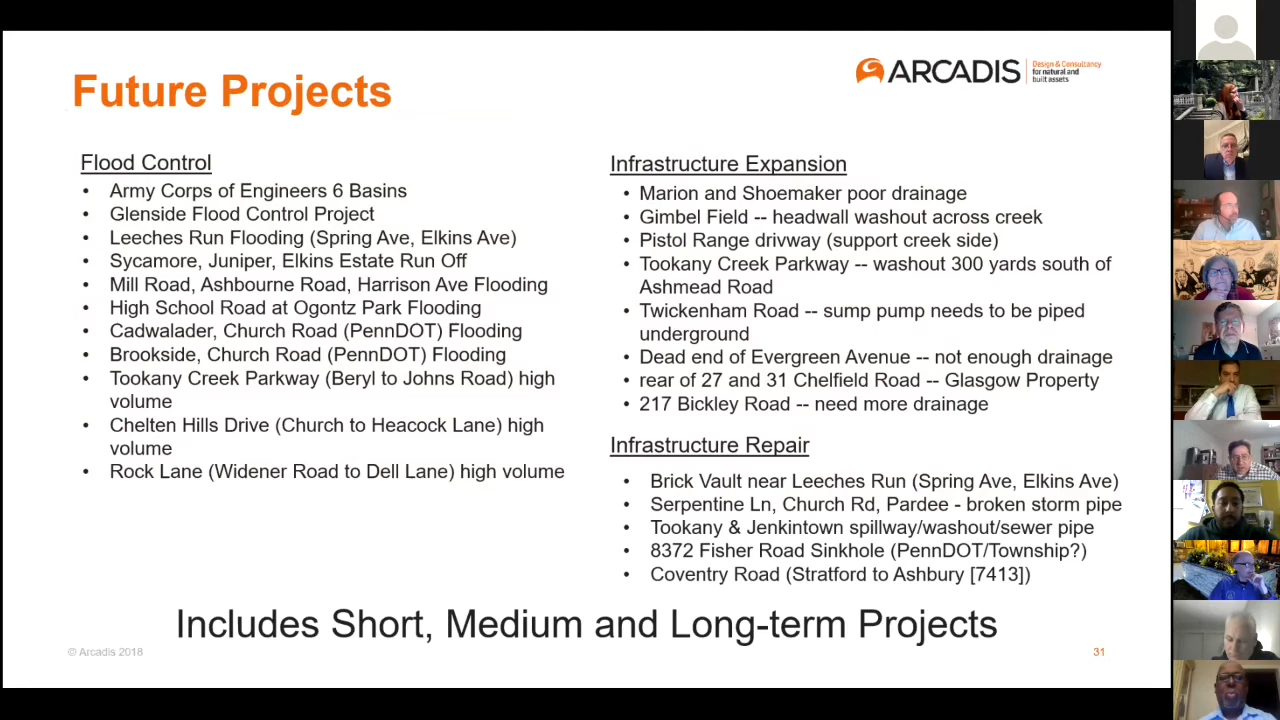 Future Projects
ARCADIS
Design & Consultancy
for natural and
built assets
Flood Control
• Army Corps of Engineers 6 Basins
• Glenside Flood Control Project
• Leeches Run Flooding (Spring Ave, Elkins Ave)
• Sycamore, Juniper, Elkins Estate Run Off
• Mill Road, Ashbourne Road, Harrison Ave Flooding
• High School Road at Ogontz Park Flooding
• Cadwalader, Church Road (PennDOT) Flooding
• Brookside, Church Road (PennDOT) Flooding
• Tookany Creek Parkway (Beryl to Johns Road) high
volume
• Chelten Hills Drive (Church to Heacock Lane) high
volume
• Rock Lane (Widener Road to Dell Lane) high volume
Infrastructure Expansion
• Marion and Shoemaker poor drainage
• Gimbel Field -- headwall washout across creek
• Pistol Range drivway (support creek side)
• Tookany Creek Parkway -- washout 300 yards south of
Ashmead Road
• Twickenham Road -- sump pump needs to be piped
underground
• Dead end of Evergreen Avenue -- not enough drainage
• rear of 27 and 31 Chelfield Road -- Glasgow Property
• 217 Bickley Road -- need more drainage
Infrastructure Repair
• Brick Vault near Leeches Run (Spring Ave, Elkins Ave)
• Serpentine Ln, Church Rd, Pardee - broken storm pipe
• Tookany & Jenkintown spillway/washout/sewer pipe
• 8372 Fisher Road Sinkhole (PennDOT/Township?)
• Coventry Road (Stratford to Ashbury [7413])
Includes Short, Medium and Long-term Projects
© Arcadis 2018
31